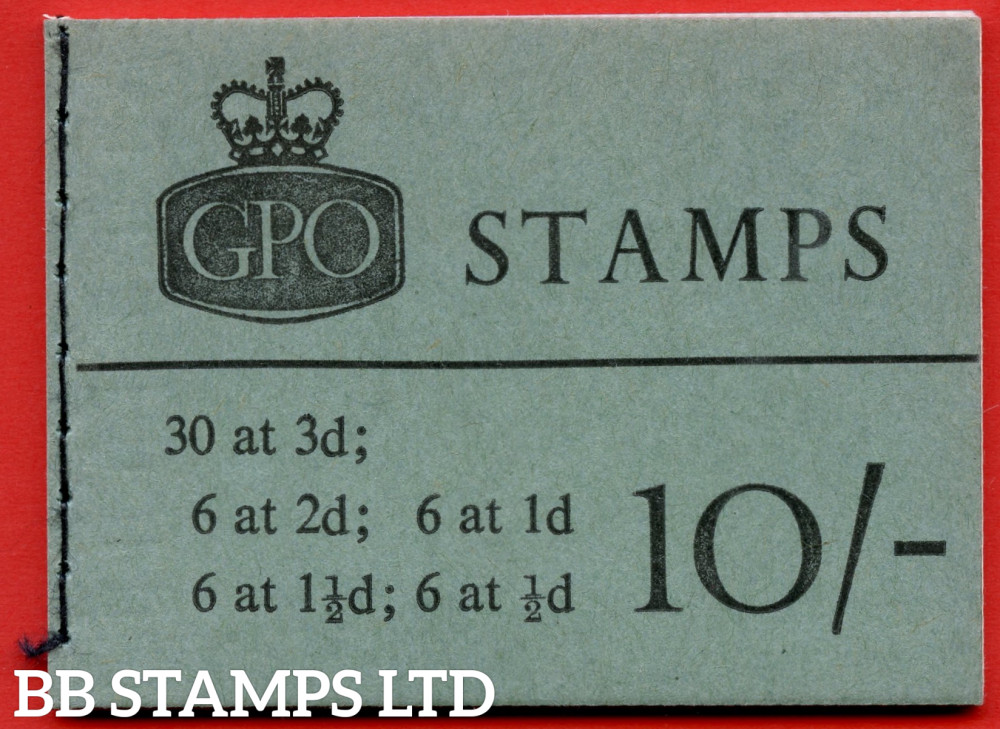 GPO STAMPS
30 at 3d;
6 at 2d; 6 at 1d
6 at 1½d; 6 at ½d
10/-
BB STAMPS LTD